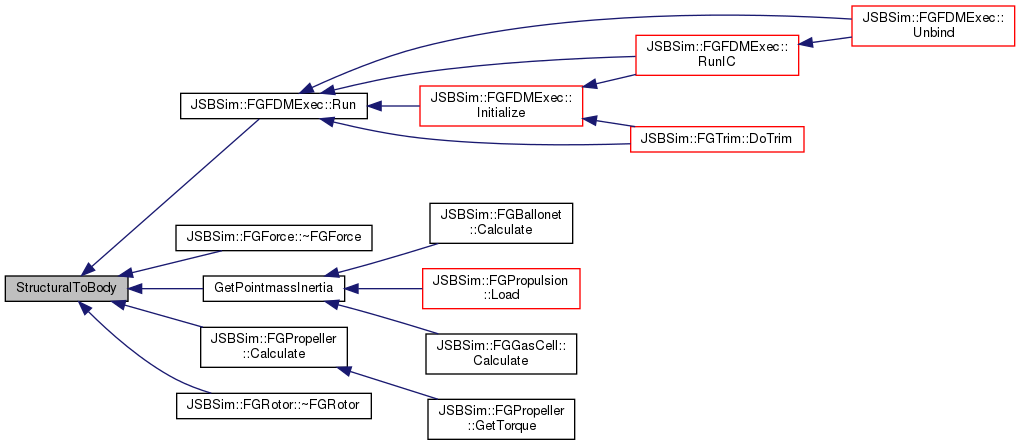 JSBSim::FGFDMExec::
Unbind
JSBSim::FGFDMExec::
RunIC
JSBSim::FGFDMExec::Run
JSBSim::FGFDMExec::
Initialize
JSBSim::FGTrim::DoTrim
JSBSim::FGBallonet
::Calculate
JSBSim::FGForce::~FGForce
StructuralToBody
GetPointmassInertia
JSBSim::FGPropulsion
::Load
JSBSim::FGPropeller
::Calculate
JSBSim::FGGasCell::
Calculate
JSBSim::FGRotor::~FGRotor
JSBSim::FGPropeller
::GetTorque